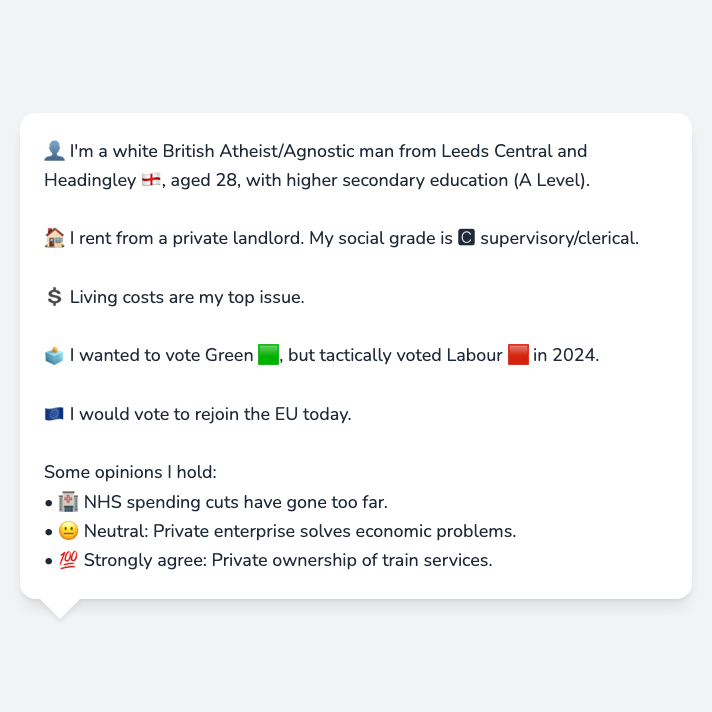 👤 I'm a white British Atheist/Agnostic man from Leeds Central and
Headingley 🏴󠁧󠁢󠁥󠁮󠁧󠁿, aged 28, with higher secondary education (A Level).
🏠 I rent from a private landlord. My social grade is 🅲 supervisory/clerical.
💲 Living costs are my top issue.
🗳️ I wanted to vote Green 🟩, but tactically voted Labour 🟥 in 2024.
🇪🇺 I would vote to rejoin the EU today.
Some opinions I hold:
• 🏥 NHS spending cuts have gone too far.
• 😐 Neutral: Private enterprise solves economic problems.
• 💯 Strongly agree: Private ownership of train services.